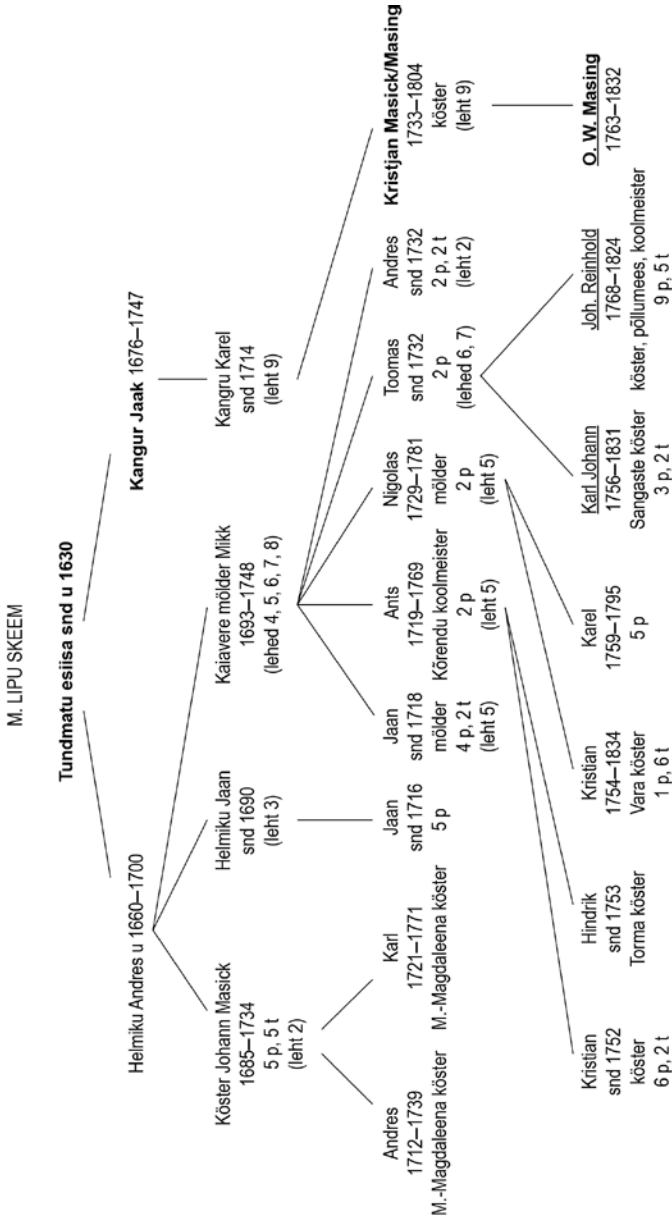 M. LIPU SKEEM
Tundmatu esiisa snd u 1630
Helmiku Andres u 1660–1700
Kangur Jaak 1676–1747
Köster Johann Masick
1685–1734
5 p, 5 t
(leht 2)
Helmiku Jaan
snd 1690
(leht 3)
Kaiavere mölder Mikk
1693–1748
(lehed 4, 5, 6, 7, 8)
Kangru Karel
snd 1714
(leht 9)
Andres
1712–1739
M.-Magdaleena köster
Karl
1721–1771
M.-Magdaleena köster
Jaan
snd 1716
5 p
Jaan
snd 1718
mölder
4 p, 2 t
(leht 5)
Ants
1719–1769
Kõrendu koolmeister
2 p
(leht 5)
Nigolas
1729–1781
mölder
2 p
(leht 5)
Toomas
snd 1732
2 p
(lehed 6, 7)
Andres
snd 1732
2 p, 2 t
(leht 2)
Kristjan Masick/Masing
1733–1804
köster
(leht 9)
Kristian
snd 1752
köster
6 p, 2 t
Hindrik
snd 1753
Torma köster
Kristian
1754–1834
Vara köster
1 p, 6 t
Karel
1759–1795
5 p
Karl Johann
1756–1831
Sangaste köster
3 p, 2 t
Joh. Reinhold
1768–1824
köster, põllumees, koolmeister
9 p, 5 t
O. W. Masing
1763–1832